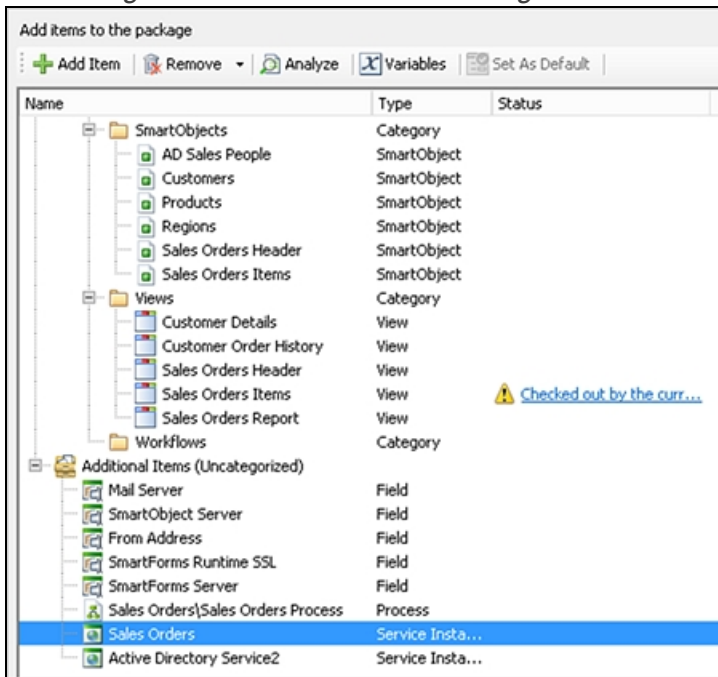 Add items to the package
Add Item Remove Analyze Variables Set As Default
Name Type Status
SmartObjects Category
AD Sales People SmartObject
Customers SmartObject
Products SmartObject
Regions SmartObject
Sales Orders Header SmartObject
Sales Orders Items SmartObject
Views Category
Customer Details View
Customer Order History View
Sales Orders Header View
Sales Orders Items View Checked out by the curr...
Sales Orders Report View
Workflows Category
Additional Items (Uncategorized)
Mail Server Field
SmartObject Server Field
From Address Field
SmartForms Runtime SSL Field
SmartForms Server Field
Sales Orders\Sales Orders Process Process
Sales Orders Service Insta...
Active Directory Service2 Service Insta...